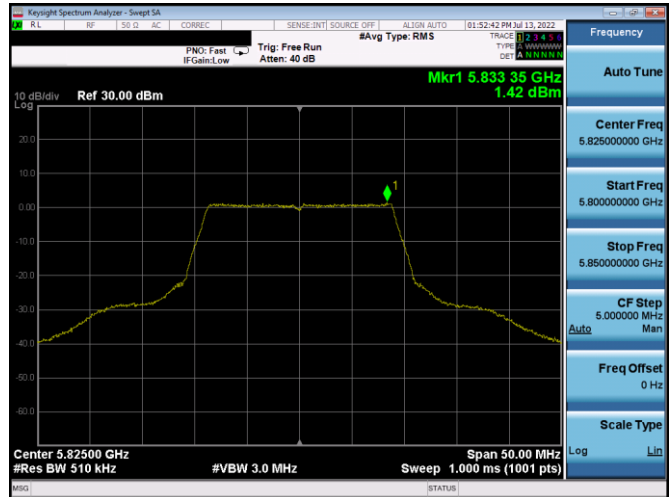 Keysight Spectrum Analyzer - Swept SA
RL RF 50 Ω AC CORREC SENSE:INT SOURCE OFF ALIGN AUTO 01:52:42 PM Jul 13, 2022
#Avg Type: RMS
TRACE 1 2 3 4 5 6
PNO: Fast Trig: Free Run TYPE A WWWWW
IFGain:Low Atten: 40 dB DET A N N N N N
Mkr1 5.833 35 GHz
1.42 dBm
10 dB/div Ref 30.00 dBm
Log
20.0
10.0
1
0.00
-10.0
-20.0
-30.0
-40.0
-50.0
-60.0
Center 5.82500 GHz Span 50.00 MHz
#Res BW 510 kHz #VBW 3.0 MHz Sweep 1.000 ms (1001 pts)
MSG STATUS
Frequency
Auto Tune
Center Freq
5.825000000 GHz
Start Freq
5.800000000 GHz
Stop Freq
5.850000000 GHz
CF Step
5.000000 MHz
Auto Man
Freq Offset
0 Hz
Scale Type
Log Lin